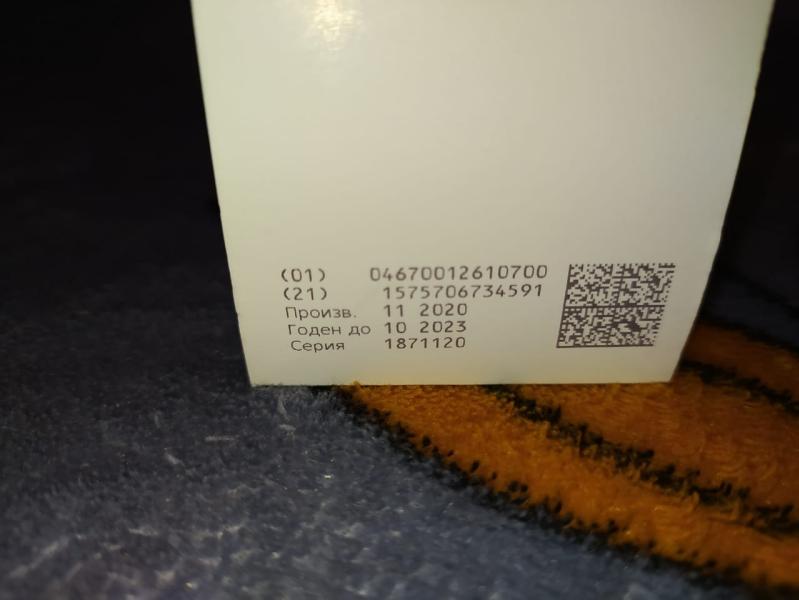 (01) 04670012610700
(21) 1575706734591
Произв. 11 2020
Годен до 10 2023
Серия 1871120